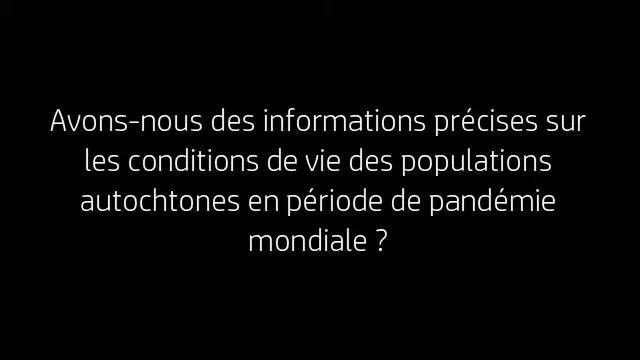 Avons-nous des informations précises sur
les conditions de vie des populations
autochtones en période de pandémie
mondiale ?